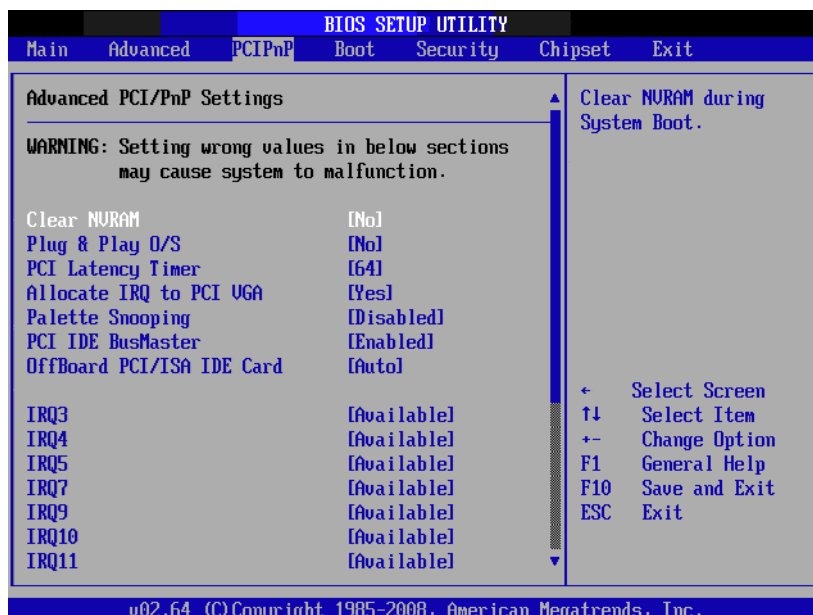 BIOS SETUP UTILITY
Main Advanced PCIPnP Boot Security Chipset Exit
Advanced PCI/PnP Settings
WARNING: Setting wrong values in below sections
may cause system to malfunction.
Clear NVRAM [No]
Plug & Play O/S [No]
PCI Latency Timer [64]
Allocate IRQ to PCI VGA [Yes]
Palette Snooping [Disabled]
PCI IDE BusMaster [Enabled]
OffBoard PCI/ISA IDE Card [Auto]
IRQ3 [Available]
IRQ4 [Available]
IRQ5 [Available]
IRQ7 [Available]
IRQ9 [Available]
IRQ10 [Available]
IRQ11 [Available]
Clear NVRAM during
System Boot.
← Select Screen
↑↓ Select Item
+- Change Option
F1 General Help
F10 Save and Exit
ESC Exit
v02.64 (C)Copyright 1985-2008, American Megatrends, Inc.